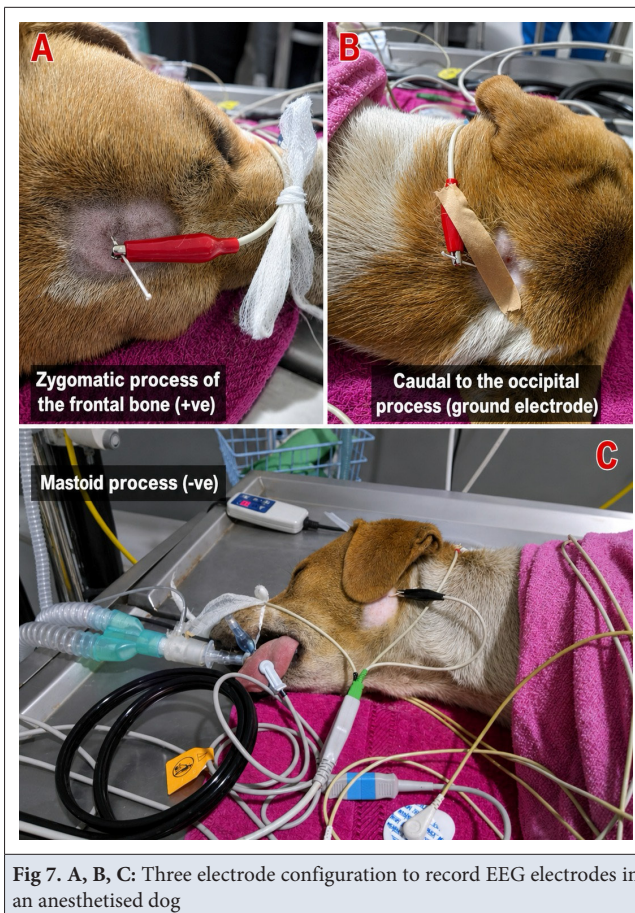 A
B
Zygomatic process of
the frontal bone (+ve)
Caudal to the occipital
process (ground electrode)
C
Mastoid process (-ve)
Fig 7. A, B, C: Three electrode configuration to record EEG electrodes in
an anesthetised dog